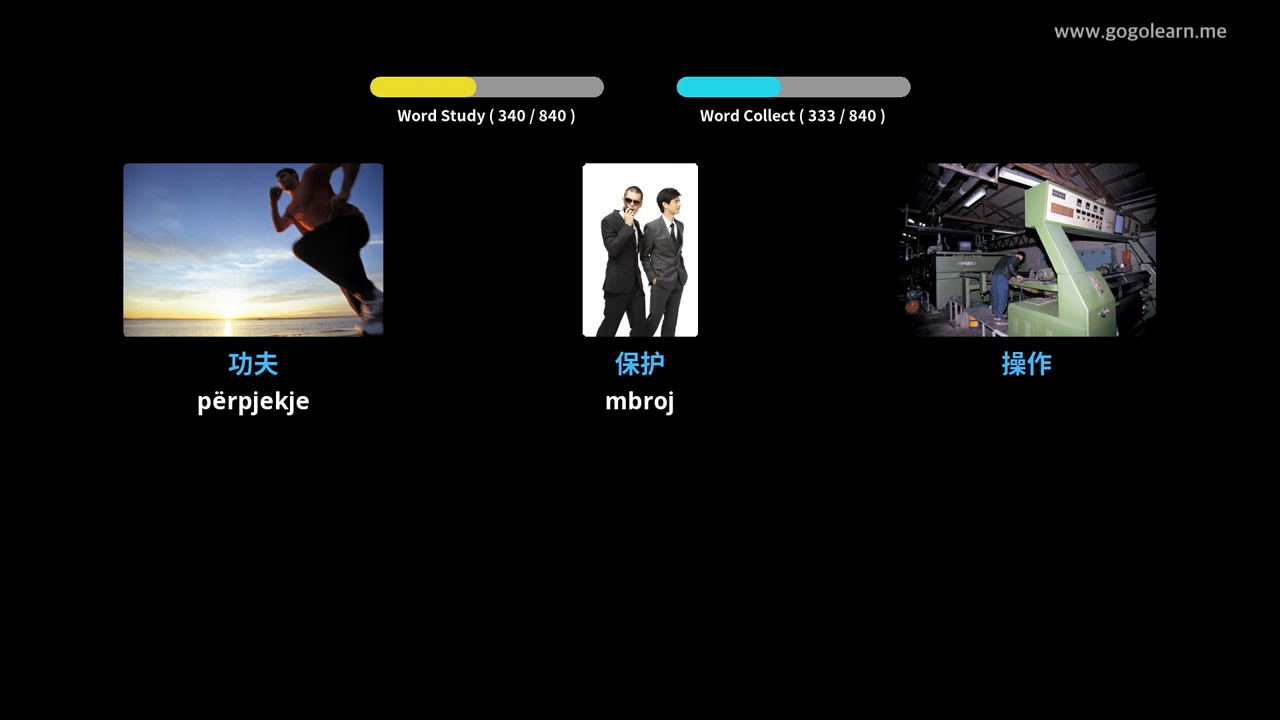 www.gogolearn.me
Word Study ( 340 / 840 )
Word Collect ( 333 / 840 )
功夫
përpjekje
保护
mbroj
操作